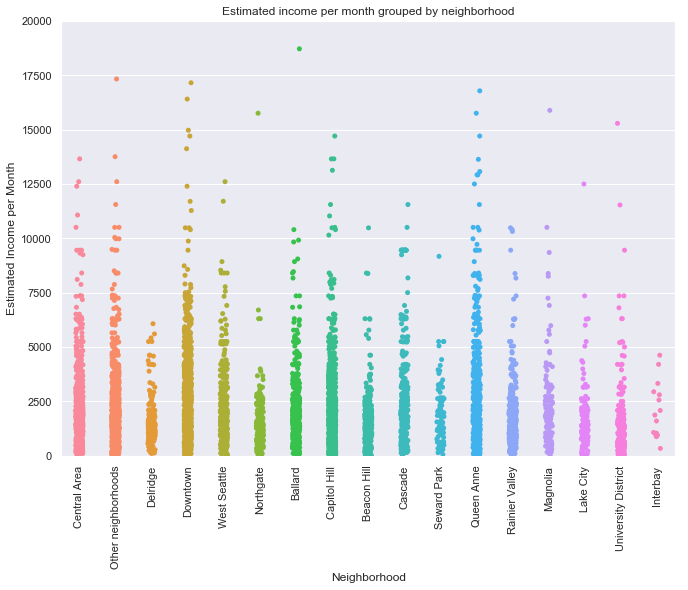 Estimated income per month grouped by neighborhood
20000
17500
15000
12500
10000
7500
5000
2500
0
Estimated Income per Month
Central Area
Other neighborhoods
Delridge
Downtown
West Seattle
Northgate
Ballard
Capitol Hill
Beacon Hill
Cascade
Seward Park
Queen Anne
Rainier Valley
Magnolia
Lake City
University District
Interbay
Neighborhood